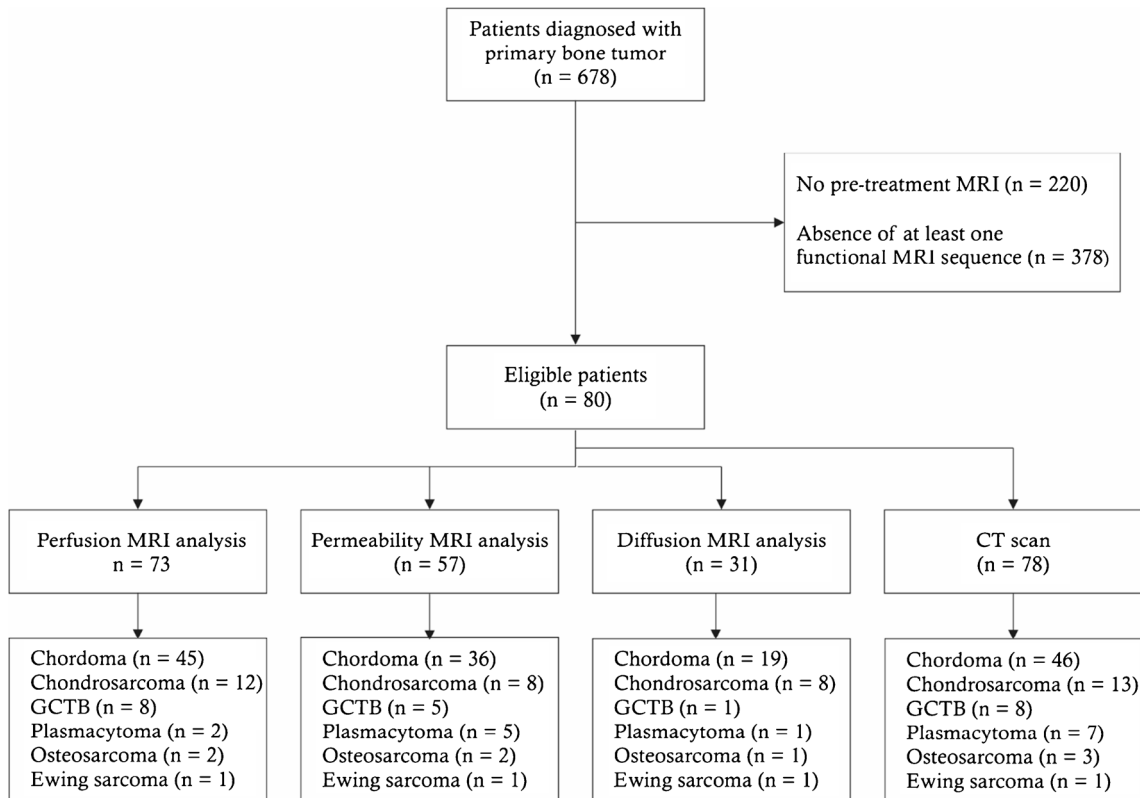 Patients diagnosed with
primary bone tumor
(n = 678)
No pre-treatment MRI (n = 220)
Absence of at least one
functional MRI sequence (n = 378)
Eligible patients
(n = 80)
Perfusion MRI analysis
n = 73
Permeability MRI analysis
(n = 57)
Diffusion MRI analysis
(n = 31)
CT scan
(n = 78)
Chordoma (n = 45)
Chondrosarcoma (n = 12)
GCTB (n = 8)
Plasmacytoma (n = 2)
Osteosarcoma (n = 2)
Ewing sarcoma (n = 1)
Chordoma (n = 36)
Chondrosarcoma (n = 8)
GCTB (n = 5)
Plasmacytoma (n = 5)
Osteosarcoma (n = 2)
Ewing sarcoma (n = 1)
Chordoma (n = 19)
Chondrosarcoma (n = 8)
GCTB (n = 1)
Plasmacytoma (n = 1)
Osteosarcoma (n = 1)
Ewing sarcoma (n = 1)
Chordoma (n = 46)
Chondrosarcoma (n = 13)
GCTB (n = 8)
Plasmacytoma (n = 7)
Osteosarcoma (n = 3)
Ewing sarcoma (n = 1)